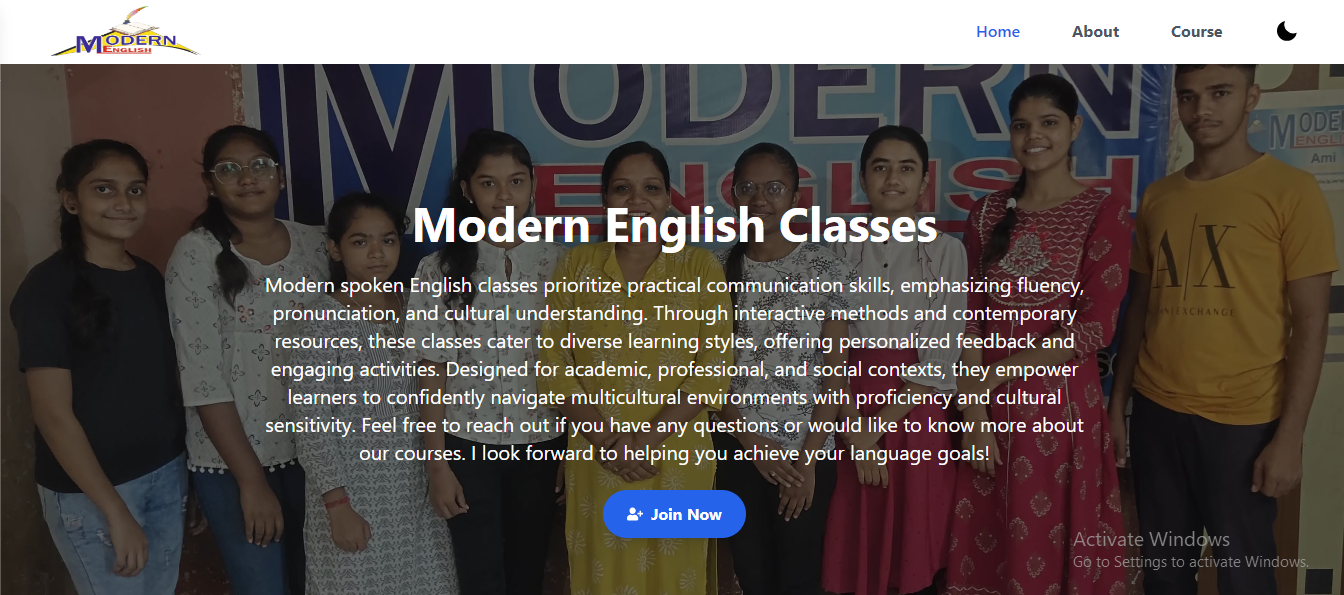 MODERN
ENGLISH
Home
About
Course
MODERN
ENGLISH
MODE
ENGLI
Ami
Modern English Classes
Modern spoken English classes prioritize practical communication skills, emphasizing fluency,
pronunciation, and cultural understanding. Through interactive methods and contemporary
resources, these classes cater to diverse learning styles, offering personalized feedback and
engaging activities. Designed for academic, professional, and social contexts, they empower
learners to confidently navigate multicultural environments with proficiency and cultural
sensitivity. Feel free to reach out if you have any questions or would like to know more about
our courses. I look forward to helping you achieve your language goals!
A|X
Join Now
Activate Windows
Go to Settings to activate Windows.